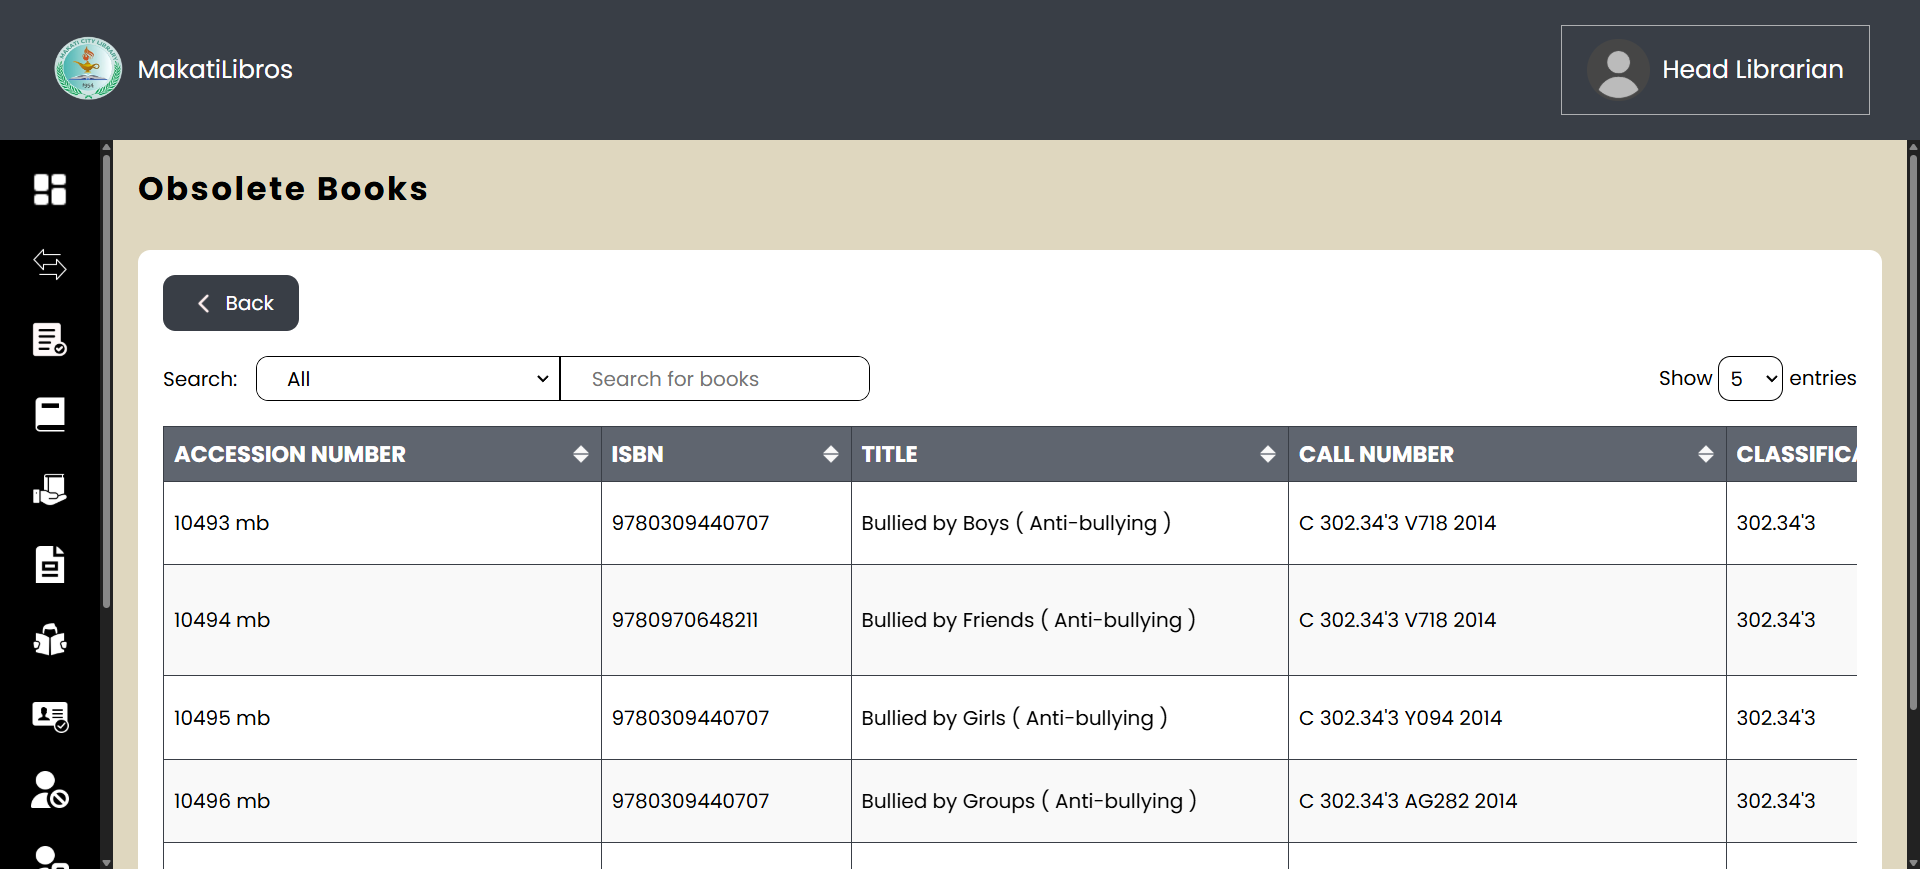 MakatiLibros
Head Librarian
Obsolete Books
Back
Search: All Search for books Show 5 entries
ACCESSION NUMBER ISBN TITLE CALL NUMBER CLASSIFICA
10493 mb 9780309440707 Bullied by Boys ( Anti-bullying ) C 302.34'3 V718 2014 302.34'3
10494 mb 9780970648211 Bullied by Friends ( Anti-bullying ) C 302.34'3 V718 2014 302.34'3
10495 mb 9780309440707 Bullied by Girls ( Anti-bullying ) C 302.34'3 Y094 2014 302.34'3
10496 mb 9780309440707 Bullied by Groups ( Anti-bullying ) C 302.34'3 AG282 2014 302.34'3